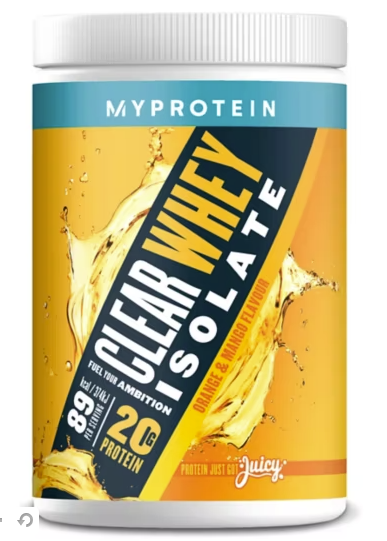 MYPROTEIN
CLEAR WHEY
ISOLATE
ORANGE & MANGO FLAVOUR
FUEL YOUR AMBITION
89 kcal / 374kJ
PER SERVING
20G
PROTEIN
PROTEIN JUST GOT Juicy